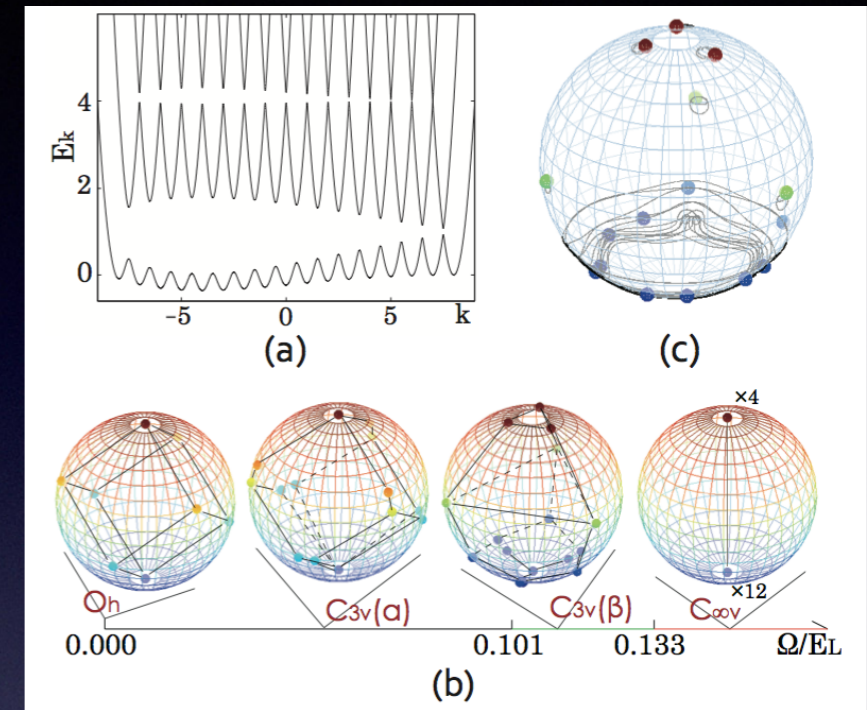 Ek
4
2
0
-5
0
5
k
(a)
(c)
×4
×12
Oh
C3v(α)
C3v(β)
C∞v
0.000
0.101
0.133
Ω/EL
(b)